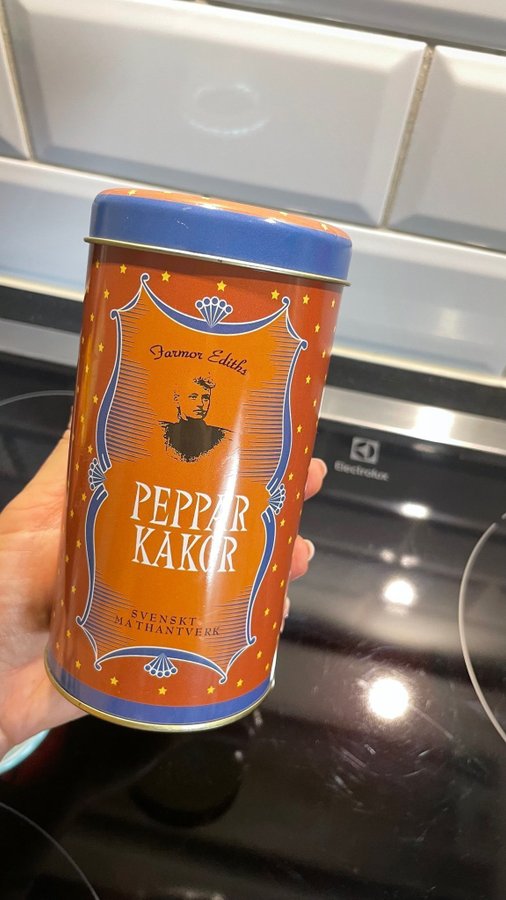 Farmor Ediths
PEPPAR
KAKOR
SVENSKT
MATHANTVERK
Electrolux